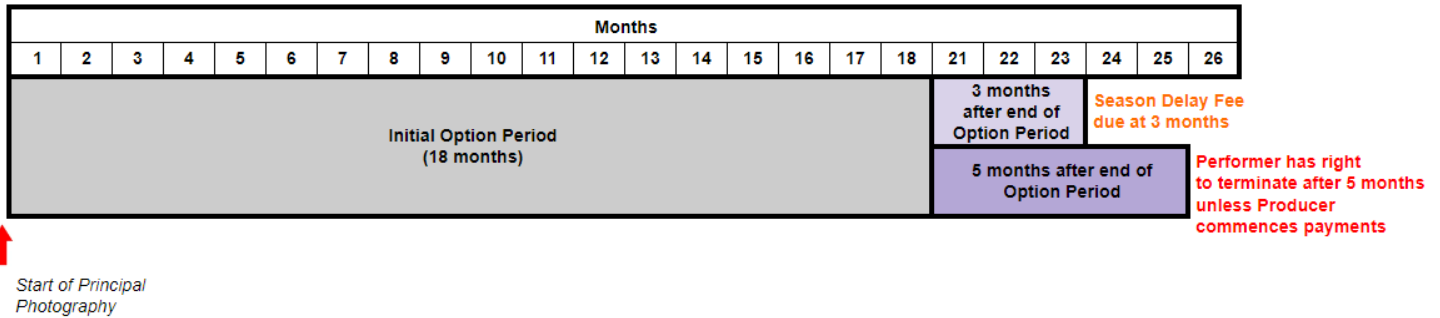 Months
1 2 3 4 5 6 7 8 9 10 11 12 13 14 15 16 17 18 21 22 23 24 25 26
Initial Option Period
(18 months)
3 months
after end of
Option Period
Season Delay Fee
due at 3 months
5 months after end of
Option Period
Performer has right
to terminate after 5 months
unless Producer
commences payments
Start of Principal
Photography